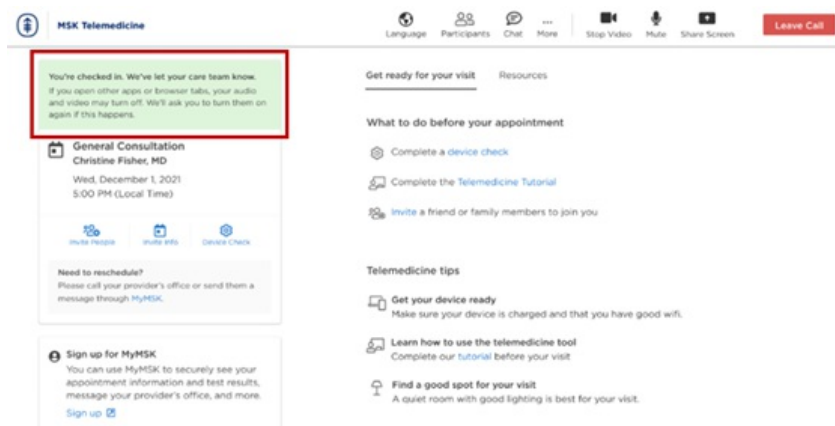 MSK Telemedicine
Language Participants Chat More Stop Video Mute Share Screen Leave Call
You're checked in. We've let your care team know.
If you open other apps or browser tabs, your audio
and video may turn off. We'll ask you to turn them on
again if this happens.
General Consultation
Christine Fisher, MD
Wed, December 1, 2021
5:00 PM (Local Time)
Invite People Invite Info Device Check
Need to reschedule?
Please call your provider's office or send them a
message through MyMSK.
Sign up for MyMSK
You can use MyMSK to securely see your
appointment information and test results,
message your provider's office, and more.
Sign up
Get ready for your visit Resources
What to do before your appointment
Complete a device check
Complete the Telemedicine Tutorial
Invite a friend or family members to join you
Telemedicine tips
Get your device ready
Make sure your device is charged and that you have good wifi.
Learn how to use the telemedicine tool
Complete our tutorial before your visit
Find a good spot for your visit
A quiet room with good lighting is best for your visit.